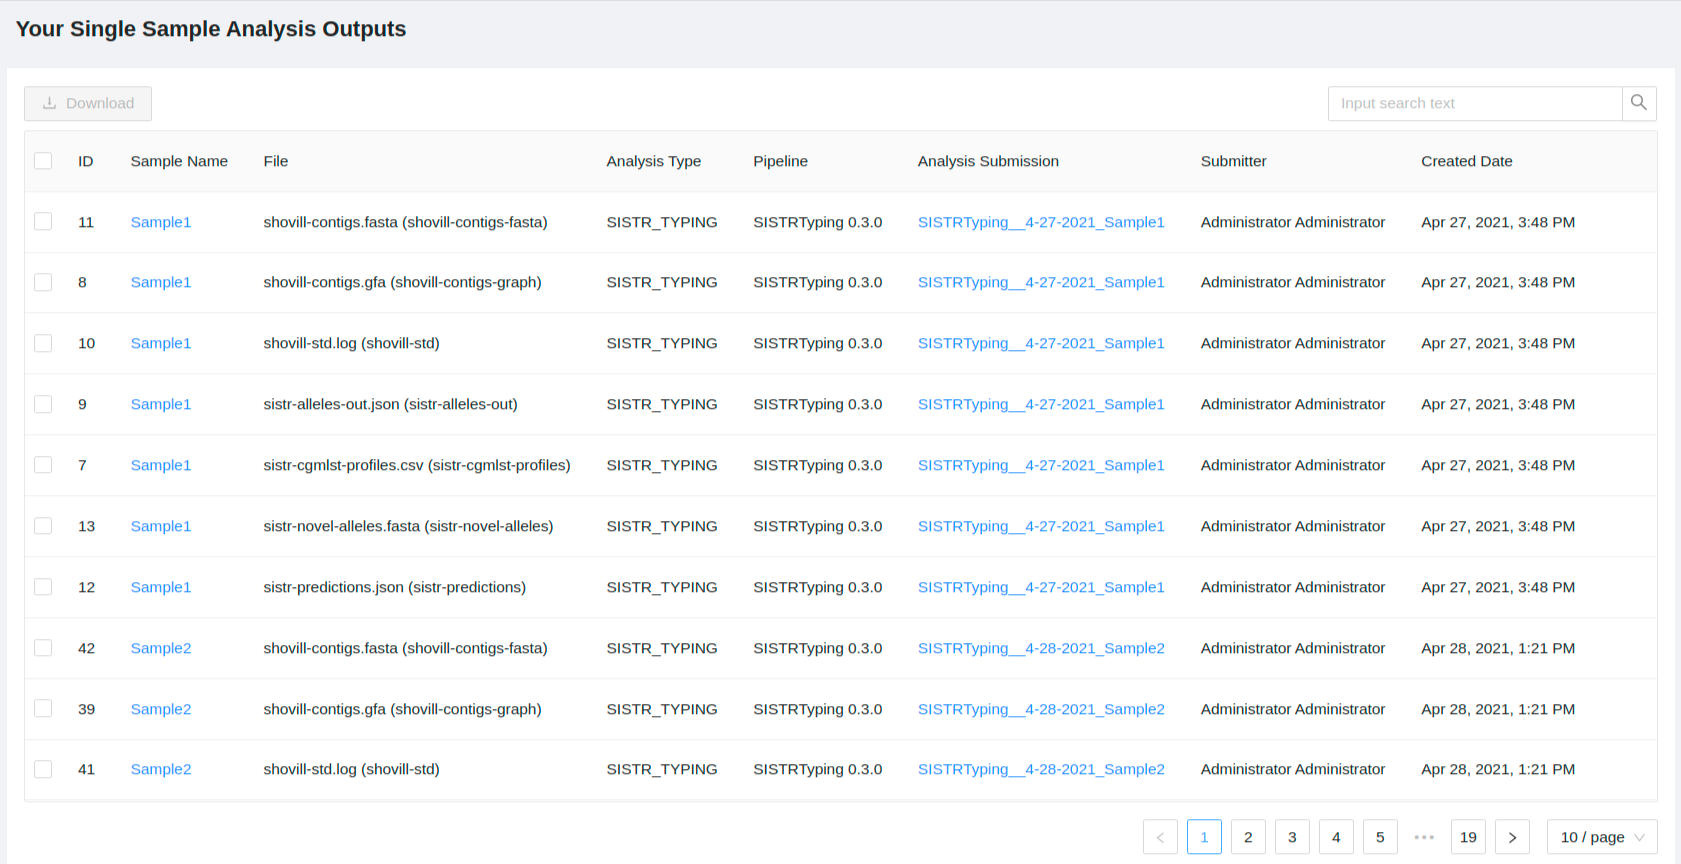 Your Single Sample Analysis Outputs
Download
Input search text
ID Sample Name File Analysis Type Pipeline Analysis Submission Submitter Created Date
11 Sample1 shovill-contigs.fasta (shovill-contigs-fasta) SISTR_TYPING SISTRTyping 0.3.0 SISTRTyping__4-27-2021_Sample1 Administrator Administrator Apr 27, 2021, 3:48 PM
8 Sample1 shovill-contigs.gfa (shovill-contigs-graph) SISTR_TYPING SISTRTyping 0.3.0 SISTRTyping__4-27-2021_Sample1 Administrator Administrator Apr 27, 2021, 3:48 PM
10 Sample1 shovill-std.log (shovill-std) SISTR_TYPING SISTRTyping 0.3.0 SISTRTyping__4-27-2021_Sample1 Administrator Administrator Apr 27, 2021, 3:48 PM
9 Sample1 sistr-alleles-out.json (sistr-alleles-out) SISTR_TYPING SISTRTyping 0.3.0 SISTRTyping__4-27-2021_Sample1 Administrator Administrator Apr 27, 2021, 3:48 PM
7 Sample1 sistr-cgmlst-profiles.csv (sistr-cgmlst-profiles) SISTR_TYPING SISTRTyping 0.3.0 SISTRTyping__4-27-2021_Sample1 Administrator Administrator Apr 27, 2021, 3:48 PM
13 Sample1 sistr-novel-alleles.fasta (sistr-novel-alleles) SISTR_TYPING SISTRTyping 0.3.0 SISTRTyping__4-27-2021_Sample1 Administrator Administrator Apr 27, 2021, 3:48 PM
12 Sample1 sistr-predictions.json (sistr-predictions) SISTR_TYPING SISTRTyping 0.3.0 SISTRTyping__4-27-2021_Sample1 Administrator Administrator Apr 27, 2021, 3:48 PM
42 Sample2 shovill-contigs.fasta (shovill-contigs-fasta) SISTR_TYPING SISTRTyping 0.3.0 SISTRTyping__4-28-2021_Sample2 Administrator Administrator Apr 28, 2021, 1:21 PM
39 Sample2 shovill-contigs.gfa (shovill-contigs-graph) SISTR_TYPING SISTRTyping 0.3.0 SISTRTyping__4-28-2021_Sample2 Administrator Administrator Apr 28, 2021, 1:21 PM
41 Sample2 shovill-std.log (shovill-std) SISTR_TYPING SISTRTyping 0.3.0 SISTRTyping__4-28-2021_Sample2 Administrator Administrator Apr 28, 2021, 1:21 PM
< 1 2 3 4 5 ••• 19 > 10 / page